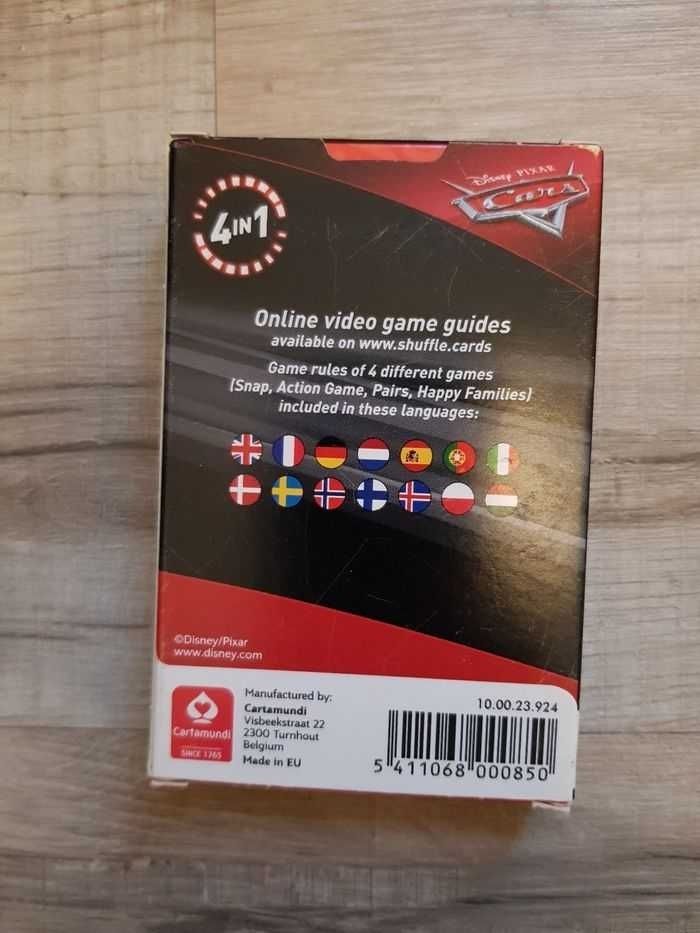 4 IN 1
Disney PIXAR
Cars
Online video game guides
available on www.shuffle.cards
Game rules of 4 different games
(Snap, Action Game, Pairs, Happy Families)
included in these languages:
©Disney/Pixar
www.disney.com
Cartamundi
SINCE 1765
Manufactured by:
Cartamundi
Visbeekstraat 22
2300 Turnhout
Belgium
Made in EU
10.00.23.924
5 411068 000850